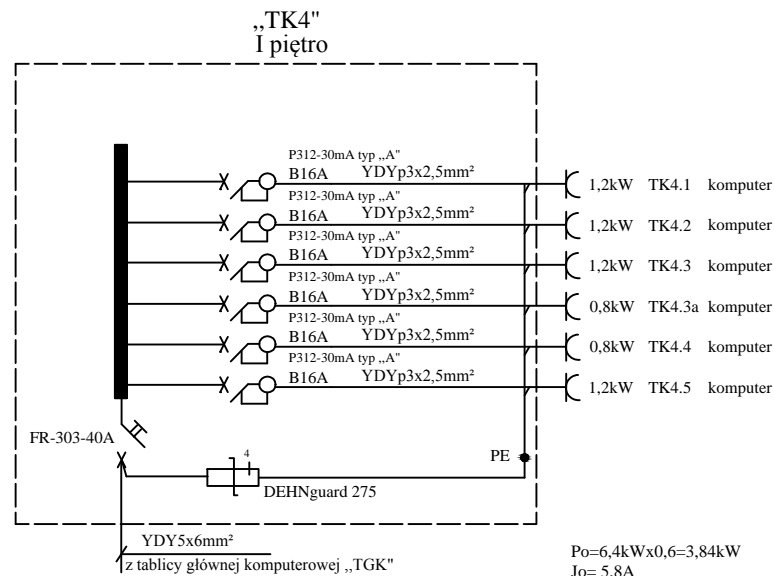 ,,TK4"
I piętro
P312-30mA typ ,,A"
B16A YDYp3x2,5mm²
1,2kW TK4.1 komputer
P312-30mA typ ,,A"
B16A YDYp3x2,5mm²
1,2kW TK4.2 komputer
P312-30mA typ ,,A"
B16A YDYp3x2,5mm²
1,2kW TK4.3 komputer
P312-30mA typ ,,A"
B16A YDYp3x2,5mm²
0,8kW TK4.3a komputer
P312-30mA typ ,,A"
B16A YDYp3x2,5mm²
0,8kW TK4.4 komputer
P312-30mA typ ,,A"
B16A YDYp3x2,5mm²
1,2kW TK4.5 komputer
FR-303-40A
4
PE
DEHNguard 275
YDY5x6mm²
z tablicy głównej komputerowej ,,TGK"
Po=6,4kWx0,6=3,84kW
Jo= 5,8A